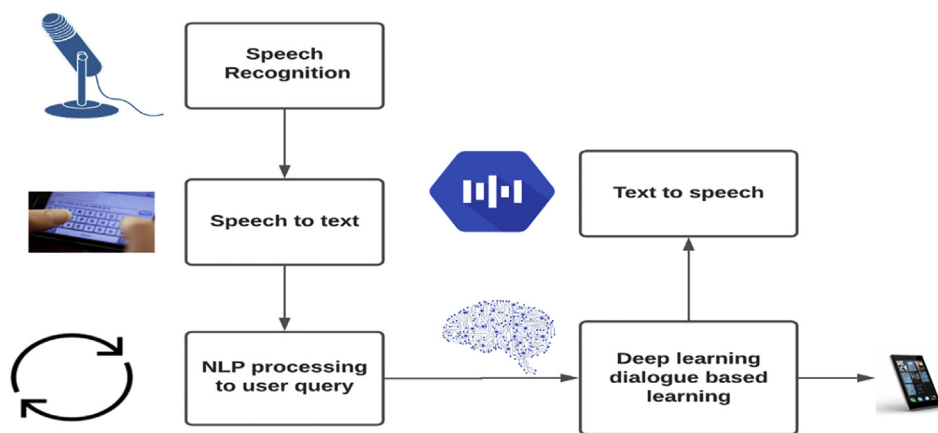 Speech
Recognition
Speech to text
NLP processing
to user query
Text to speech
Deep learning
dialogue based
learning